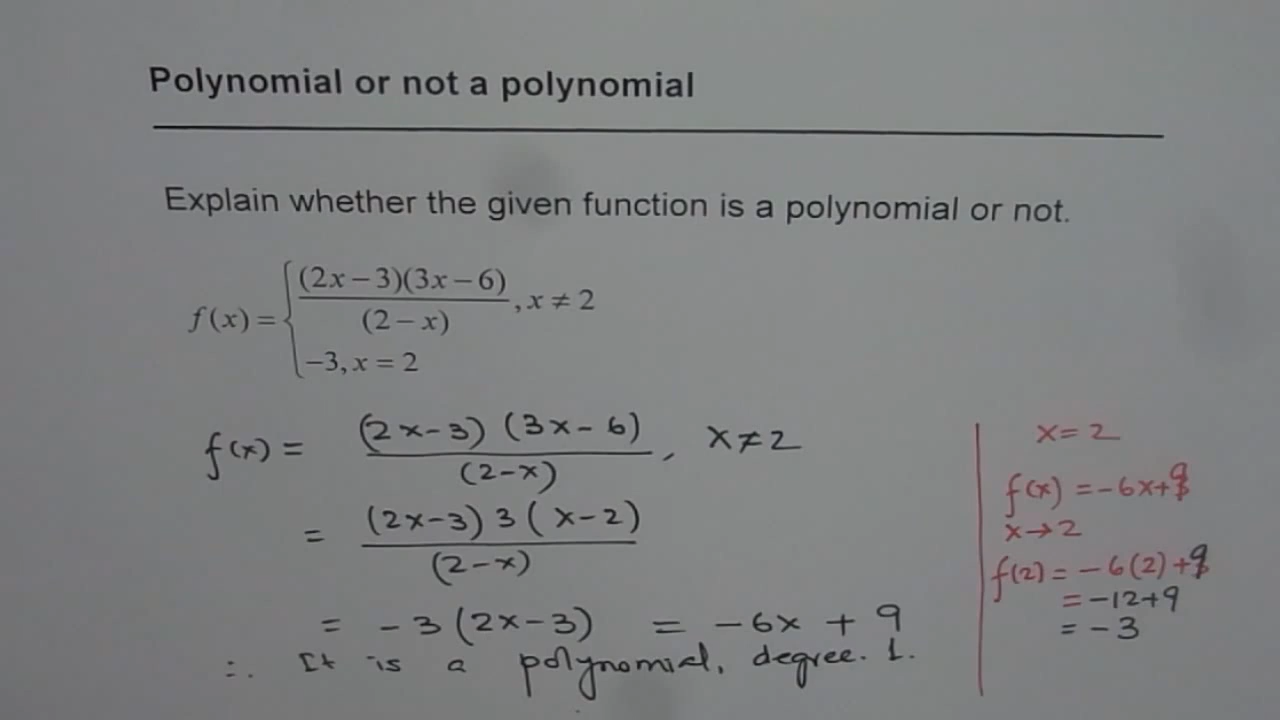 Polynomial or not a polynomial
Explain whether the given function is a polynomial or not.
f(x) = { (2x – 3)(3x – 6) / (2 – x) , x ≠ 2
–3, x = 2
f(x) = (2x-3) (3x-6) / (2-x) , x≠2
= (2x-3) 3 (x-2) / (2-x)
= -3 (2x-3) = -6x + 9
∴ It is a polynomial, degree. 1.
x = 2
f(x) = -6x+9
x→2
f(2) = -6(2)+9
= -12+9
= -3